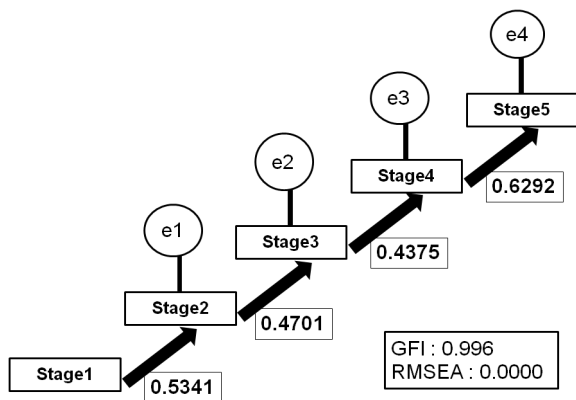 e4
Stage5
e3
Stage4
0.6292
e2
Stage3
0.4375
e1
Stage2
0.4701
Stage1
0.5341
GFI : 0.996
RMSEA : 0.0000